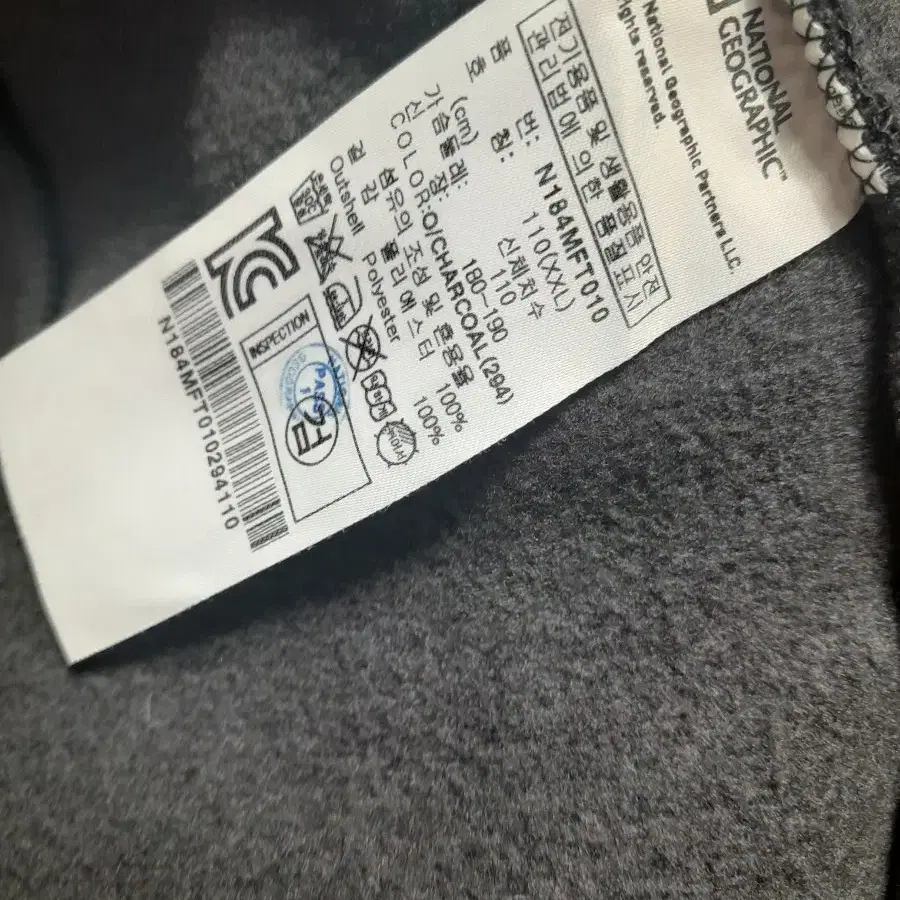 NATIONAL
GEOGRAPHIC™
National Geographic Partners LLC.
rights reserved.
전기용품 및 생활용품 안전
관리법에 의한 품질표시
품 번: N184MFT010
호 칭: 110(XXL)
신체치수
(cm)
가슴둘레: 110
신 장: 180~190
COLOR:O/CHARCOAL(294)
섬유의 조성 및 혼용율
겉 감 폴리에스터 100%
Outshell Polyester 100%
INSPECTION
PASS
검
N184MFT010294110